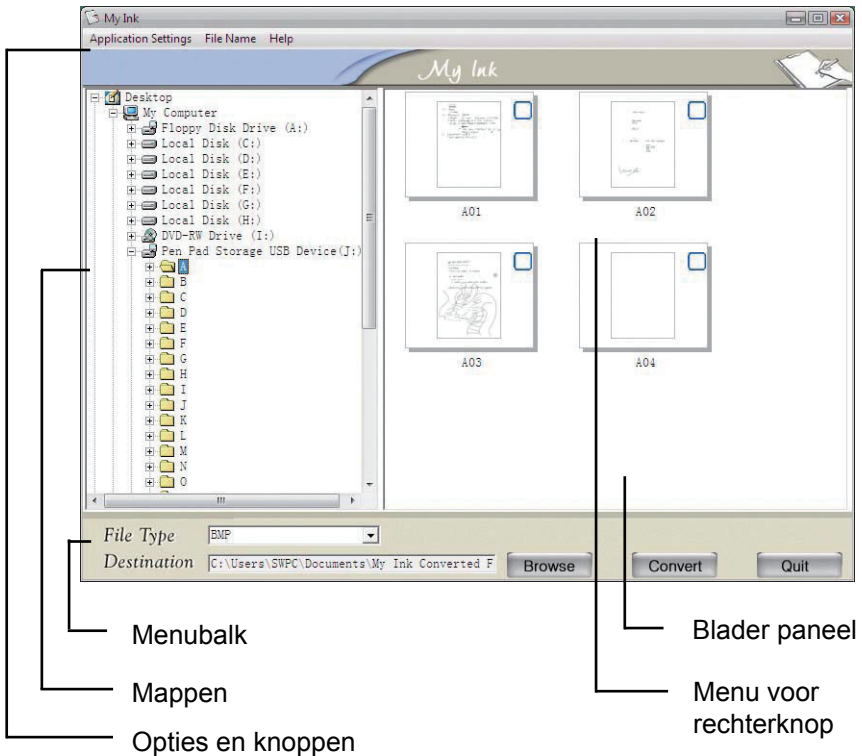 My Ink
Application Settings File Name Help
My Ink
Desktop
My Computer
Floppy Disk Drive (A:)
Local Disk (C:)
Local Disk (D:)
Local Disk (E:)
Local Disk (F:)
Local Disk (G:)
Local Disk (H:)
DVD-RW Drive (I:)
Pen Pad Storage USB Device(J:)
A
B
C
D
E
F
G
H
I
J
K
L
M
N
O
A01
A02
A03
A04
File Type BMP
Destination C:\Users\SWPC\Documents\My Ink Converted F Browse Convert Quit
Menubalk
Mappen
Opties en knoppen
Blader paneel
Menu voor
rechterknop